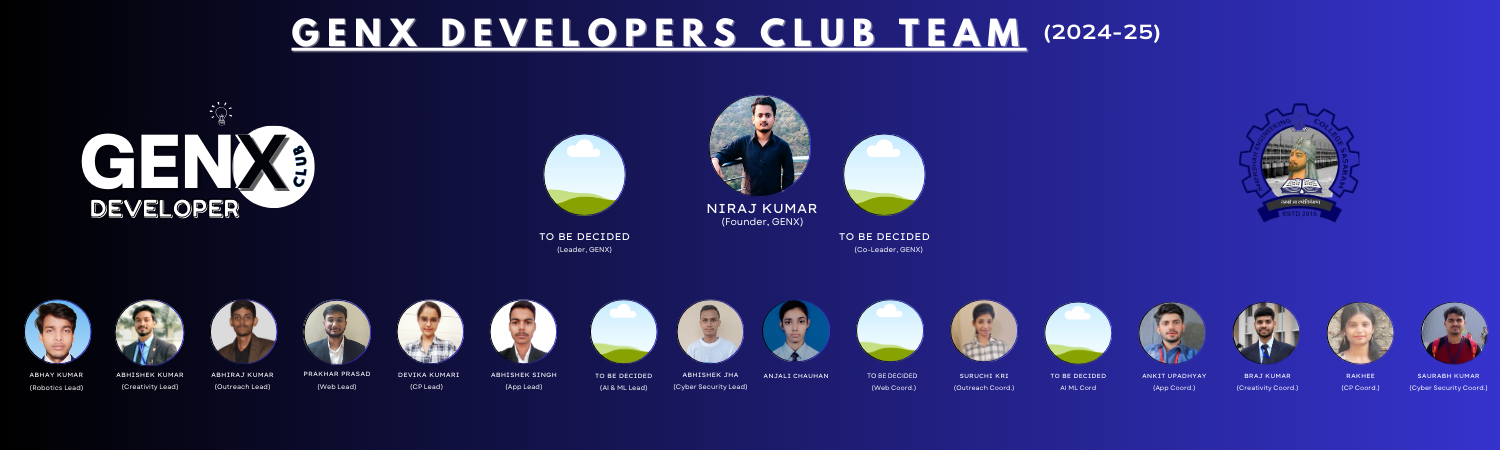 GENX DEVELOPERS CLUB TEAM (2024-25)
GENX CLUB
DEVELOPER
NIRAJ KUMAR
(Founder, GENX)
TO BE DECIDED
(Leader, GENX)
TO BE DECIDED
(Co-Leader, GENX)
ENGINEERING COLLEGE SASARAM
ESTD 2016
ABHAY KUMAR
(Robotics Lead)
ABHISHEK KUMAR
(Creativity Lead)
ABHIRAJ KUMAR
(Outreach Lead)
PRAKHAR PRASAD
(Web Lead)
DEVIKA KUMARI
(CP Lead)
ABHISHEK SINGH
(App Lead)
TO BE DECIDED
(AI & ML Lead)
ABHISHEK JHA
(Cyber Security Lead)
ANJALI CHAUHAN
TO BE DECIDED
(Web Coord.)
SURUCHI KRI
(Outreach Coord.)
TO BE DECIDED
AI ML Cord
ANKIT UPADHYAY
(App Coord.)
BRAJ KUMAR
(Creativity Coord.)
RAKHEE
(CP Coord.)
SAURABH KUMAR
(Cyber Security Coord.)